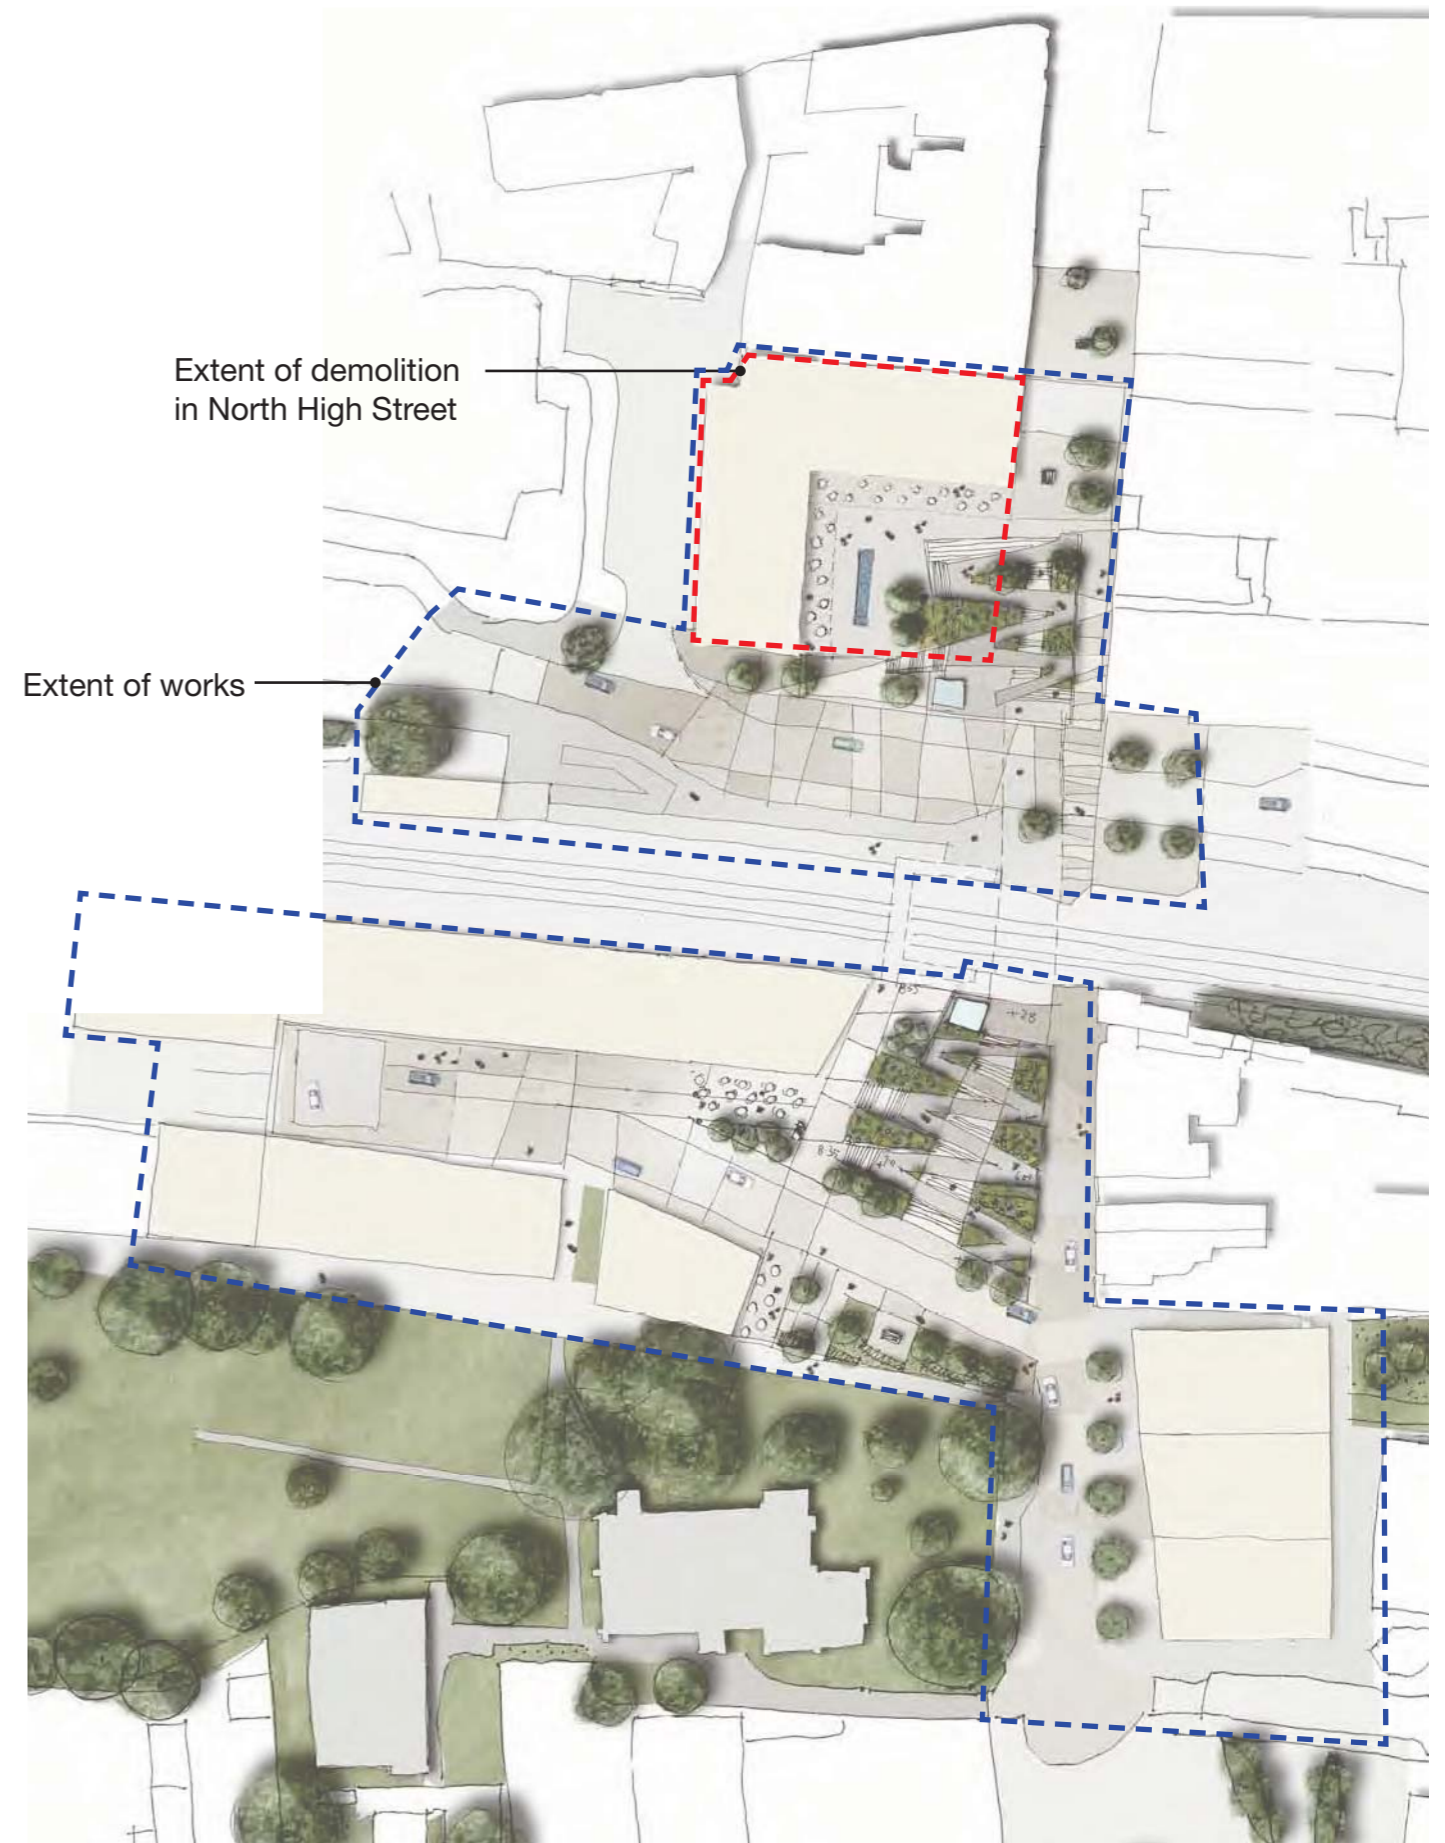 Extent of demolition
in North High Street
Extent of works